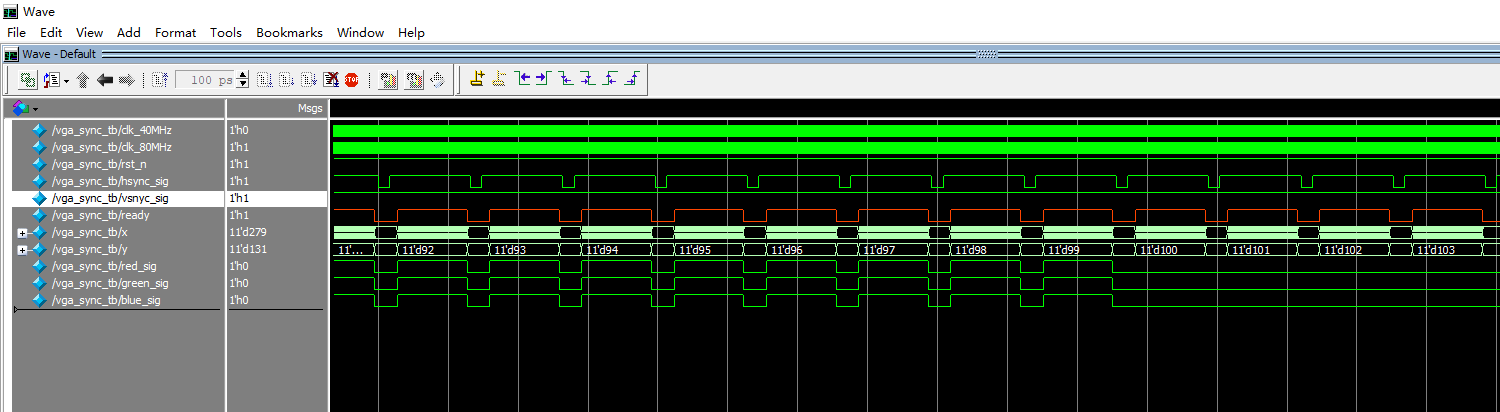 Wave
File Edit View Add Format Tools Bookmarks Window Help
Wave - Default
100 ps STOP
Msgs
/vga_sync_tb/clk_40MHz 1'h0
/vga_sync_tb/clk_80MHz 1'h1
/vga_sync_tb/rst_n 1'h1
/vga_sync_tb/hsync_sig 1'h1
/vga_sync_tb/vsnyc_sig 1'h1
/vga_sync_tb/ready 1'h1
/vga_sync_tb/x 11'd279
/vga_sync_tb/y 11'd131 11'... 11'd92 11'd93 11'd94 11'd95 11'd96 11'd97 11'd98 11'd99 11'd100 11'd101 11'd102 11'd103
/vga_sync_tb/red_sig 1'h0
/vga_sync_tb/green_sig 1'h0
/vga_sync_tb/blue_sig 1'h0